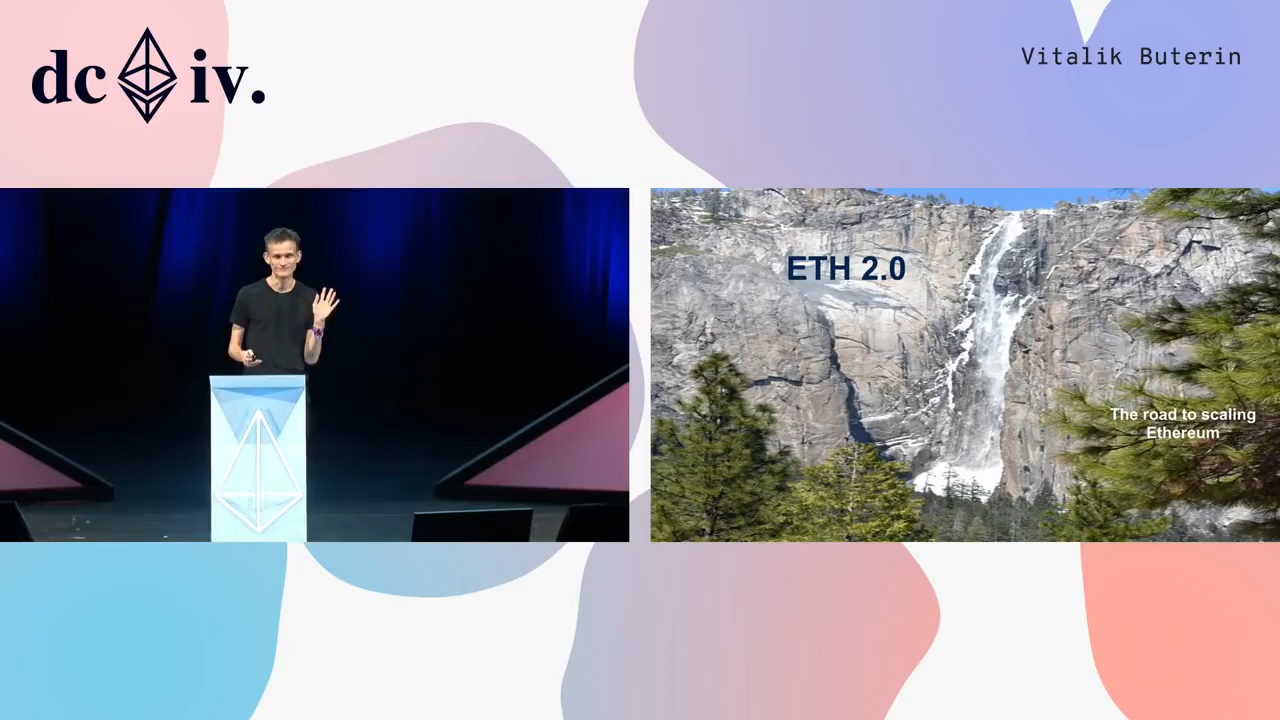 dc iv.
Vitalik Buterin
ETH 2.0
The road to scaling
Ethereum